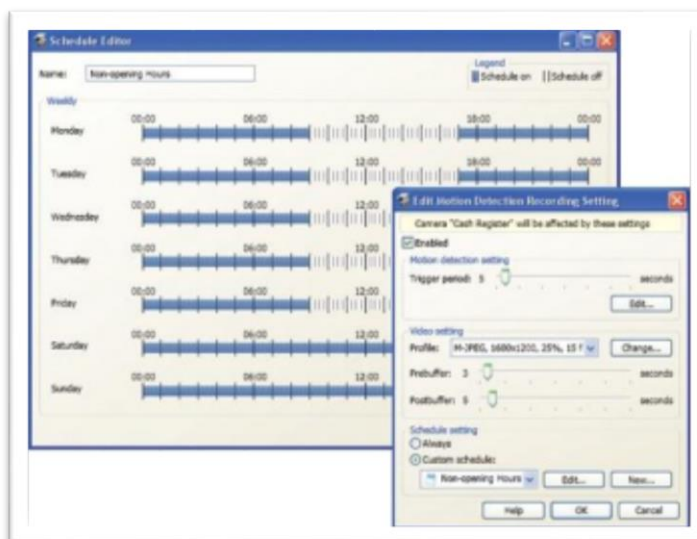 Schedule Editor
Name: Non-opening Hours
Legend
Schedule on Schedule off
Weekly
00:00 06:00 12:00 18:00 00:00
Monday
00:00 06:00 12:00 18:00 00:00
Tuesday
00:00 06:00 12:00
Wednesday
00:00 06:00 12:00
Thursday
00:00 06:00 12:00
Friday
00:00 06:00 12:00
Saturday
00:00 06:00 12:00
Sunday
Edit Motion Detection Recording Setting
Camera "Cash Register" will be affected by these settings
Enabled
Motion detection setting
Trigger period: 5 seconds
Edit...
Video setting
Profile: M-JPEG, 1600x1200, 25%, 15 f Change...
Prebuffer: 3 seconds
Postbuffer: 5 seconds
Schedule setting
Always
Custom schedule:
Non-opening Hours Edit... New...
Help OK Cancel